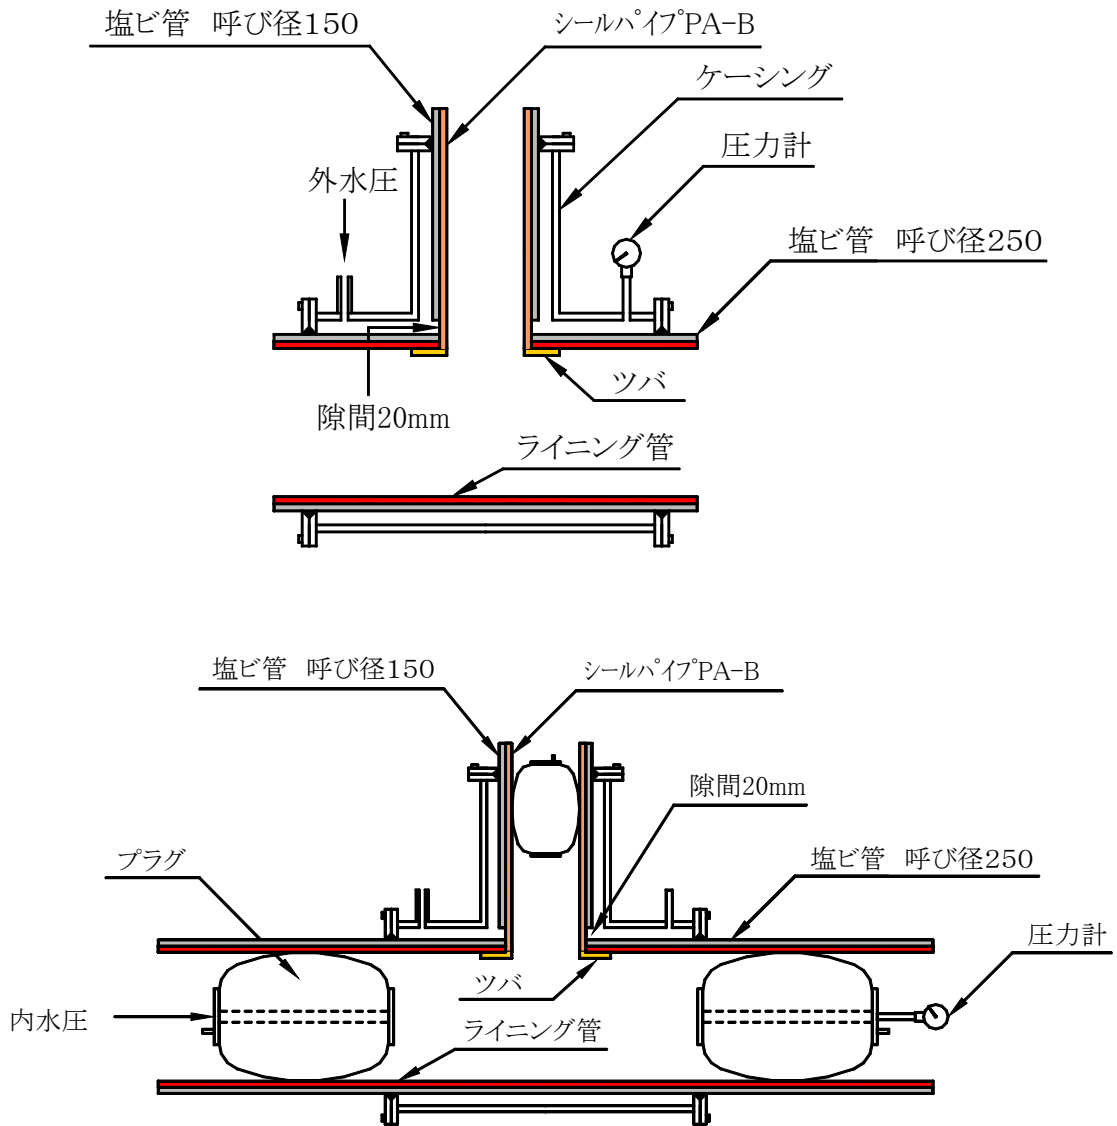 塩ビ管 呼び径150
シールパイプPA-B
ケーシング
圧力計
外水圧
塩ビ管 呼び径250
ツバ
隙間20mm
ライニング管
塩ビ管 呼び径150
シールパイプPA-B
隙間20mm
プラグ
塩ビ管 呼び径250
圧力計
ツバ
内水圧
ライニング管